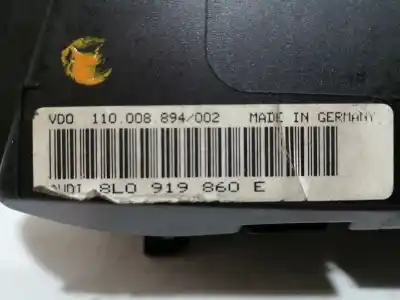 VDO 110.008.894/002 MADE IN GERMANY
AUDI 8L0 919 860 E